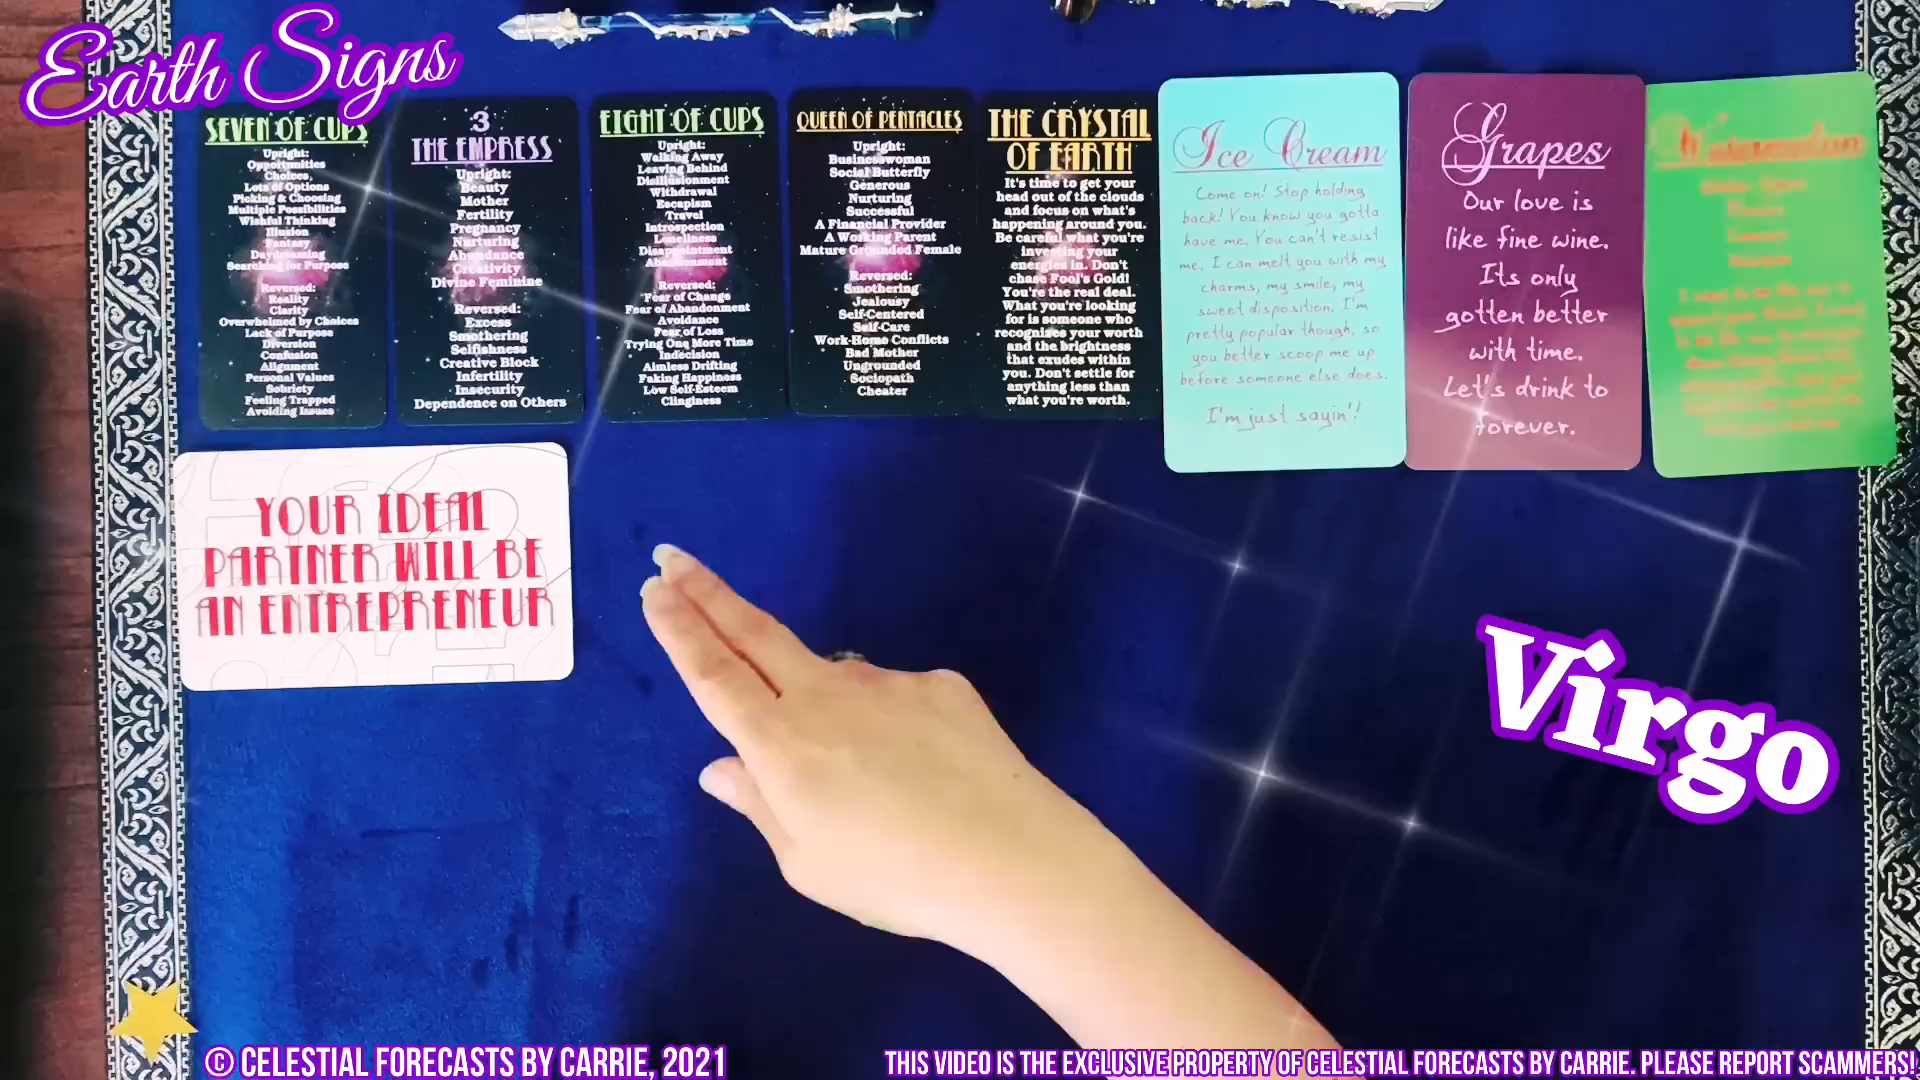 Earth Signs
SEVEN OF CUPS
Upright:
Opportunities
Choices
Lots of Options
Picking & Choosing
Multiple Possibilities
Wishful Thinking
Illusion
Fantasy
Daydreaming
Searching for Purpose
Reversed:
Reality
Clarity
Overwhelmed by Choices
Lack of Purpose
Diversion
Confusion
Alignment
Personal Values
Sobriety
Feeling Trapped
Avoiding Issues
3
THE EMPRESS
Upright:
Beauty
Mother
Fertility
Pregnancy
Nurturing
Abundance
Creativity
Divine Feminine
Reversed:
Excess
Smothering
Selfishness
Creative Block
Infertility
Insecurity
Dependence on Others
EIGHT OF CUPS
Upright:
Walking Away
Leaving Behind
Disillusionment
Withdrawal
Escapism
Travel
Introspection
Loneliness
Disappointment
Abandonment
Reversed:
Fear of Change
Fear of Abandonment
Avoidance
Fear of Loss
Trying One More Time
Indecision
Aimless Drifting
Faking Happiness
Low Self-Esteem
Clinginess
QUEEN OF PENTACLES
Upright:
Businesswoman
Social Butterfly
Generous
Nurturing
Successful
A Financial Provider
A Working Parent
Mature Grounded Female
Reversed:
Smothering
Jealousy
Self-Centered
Self-Care
Work-Home Conflicts
Bad Mother
Ungrounded
Sociopath
Cheater
THE CRYSTAL
OF EARTH
It's time to get your
head out of the clouds
and focus on what's
happening around you.
Be careful what you're
investing your
energies in. Don't
chase Fool's Gold!
You're the real deal.
What you're looking
for is someone who
recognizes your worth
and the brightness
that exudes within
you. Don't settle for
anything less than
what you're worth.
Ice Cream
Come on! Stop holding
back! You know you gotta
have me. You can't resist
me. I can melt you with my
charms, my smile, my
sweet disposition. I'm
pretty popular though, so
you better scoop me up
before someone else does.
I'm just sayin'!
Grapes
Our love is
like fine wine.
Its only
gotten better
with time.
Let's drink to
forever.
Watermelon
YOUR IDEAL
PARTNER WILL BE
AN ENTREPRENEUR
Virgo
© CELESTIAL FORECASTS BY CARRIE, 2021
THIS VIDEO IS THE EXCLUSIVE PROPERTY OF CELESTIAL FORECASTS BY CARRIE. PLEASE REPORT SCAMMERS!